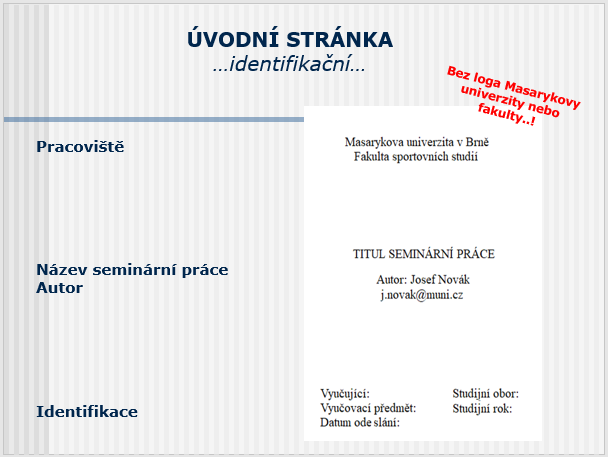 ÚVODNÍ STRÁNKA
...identifikační...
Bez loga Masarykovy
univerzity nebo
fakulty..!
Pracoviště
Masarykova univerzita v Brně
Fakulta sportovních studií
Název seminární práce
Autor
TITUL SEMINÁRNÍ PRÁCE
Autor: Josef Novák
j.novak@muni.cz
Identifikace
Vyučující:
Studijní obor:
Vyučovací předmět:
Studijní rok:
Datum ode slání: